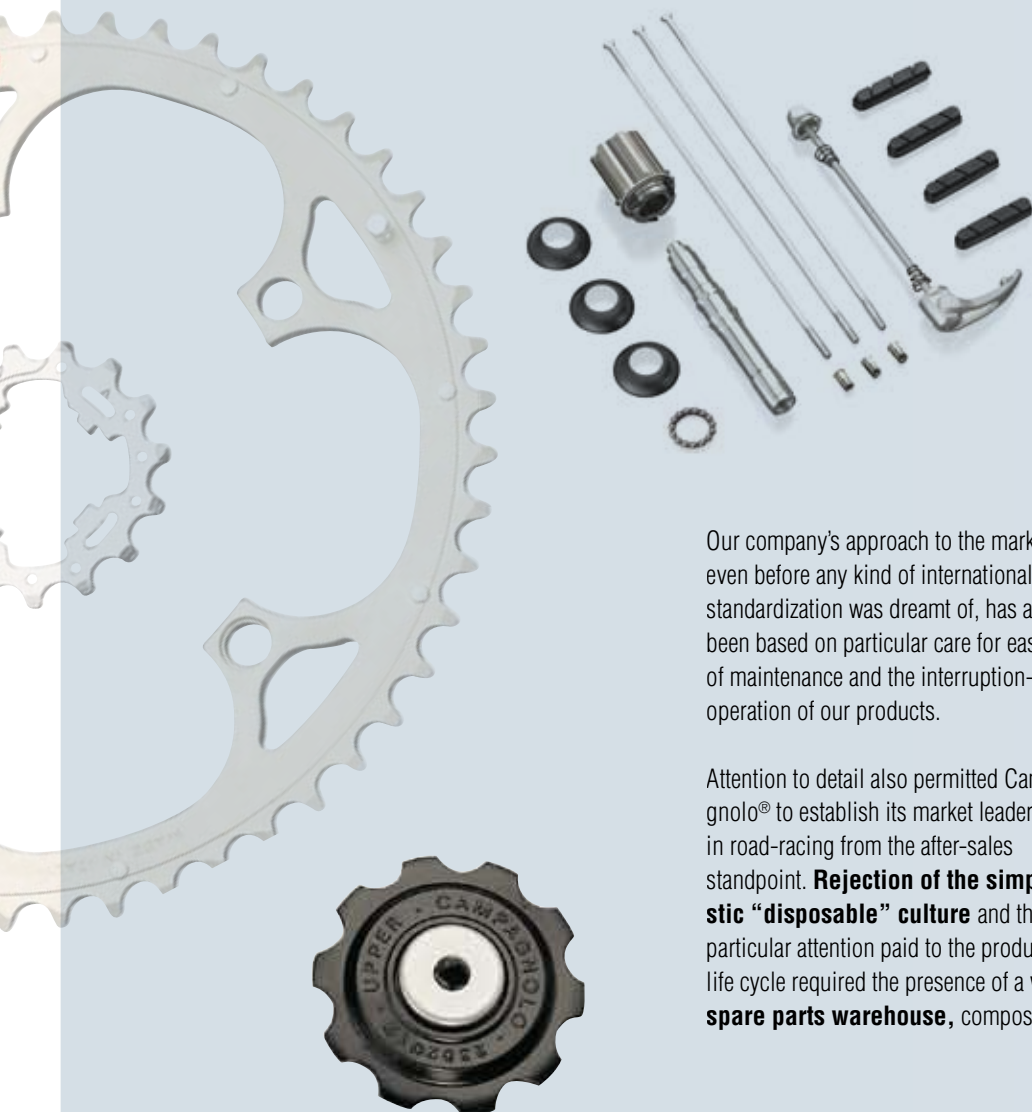 Our company’s approach to the mark
even before any kind of international
standardization was dreamt of, has a
been based on particular care for eas
of maintenance and the interruption-
operation of our products.
Attention to detail also permitted Car
gnolo® to establish its market leader
in road-racing from the after-sales
standpoint. Rejection of the simp
stic “disposable” culture and th
particular attention paid to the produ
life cycle required the presence of a v
spare parts warehouse, compos
UPPER - CAMPAGNOLO